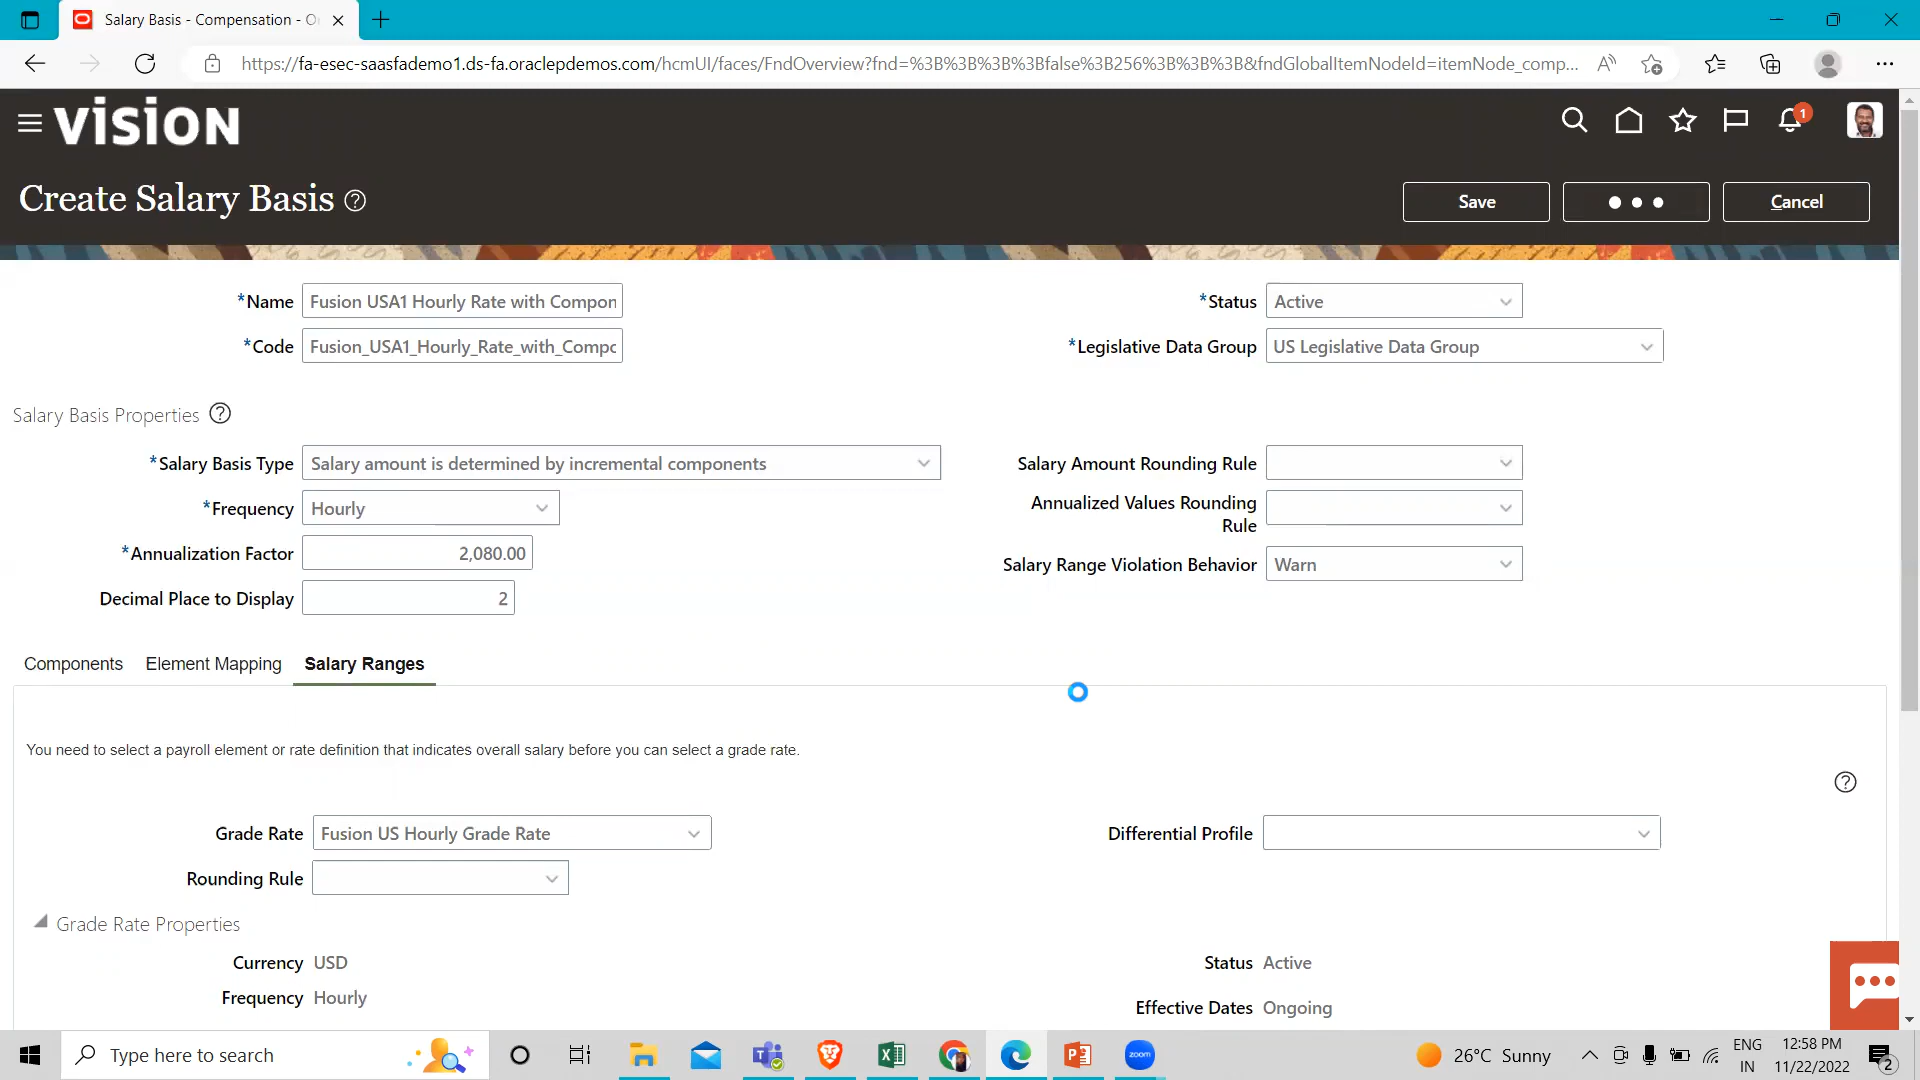 Salary Basis - Compensation - O
https://fa-esec-saasfademo1.ds-fa.oraclepdemos.com/hcmUI/faces/FndOverview?fnd=%3B%3B%3B%3Bfalse%3B256%3B%3B%3B&fndGlobalItemNodeId=itemNode_comp...
vision
1
Create Salary Basis
Save
Cancel
*Name Fusion USA1 Hourly Rate with Compon
*Status Active
*Code Fusion_USA1_Hourly_Rate_with_Compo
*Legislative Data Group US Legislative Data Group
Salary Basis Properties
*Salary Basis Type Salary amount is determined by incremental components
Salary Amount Rounding Rule
*Frequency Hourly
Annualized Values Rounding
Rule
*Annualization Factor 2,080.00
Salary Range Violation Behavior Warn
Decimal Place to Display 2
Components Element Mapping Salary Ranges
You need to select a payroll element or rate definition that indicates overall salary before you can select a grade rate.
Grade Rate Fusion US Hourly Grade Rate
Differential Profile
Rounding Rule
Grade Rate Properties
Currency USD
Status Active
Frequency Hourly
Effective Dates Ongoing
Type here to search
zoom
26°C Sunny
ENG
IN
12:58 PM
11/22/2022
2